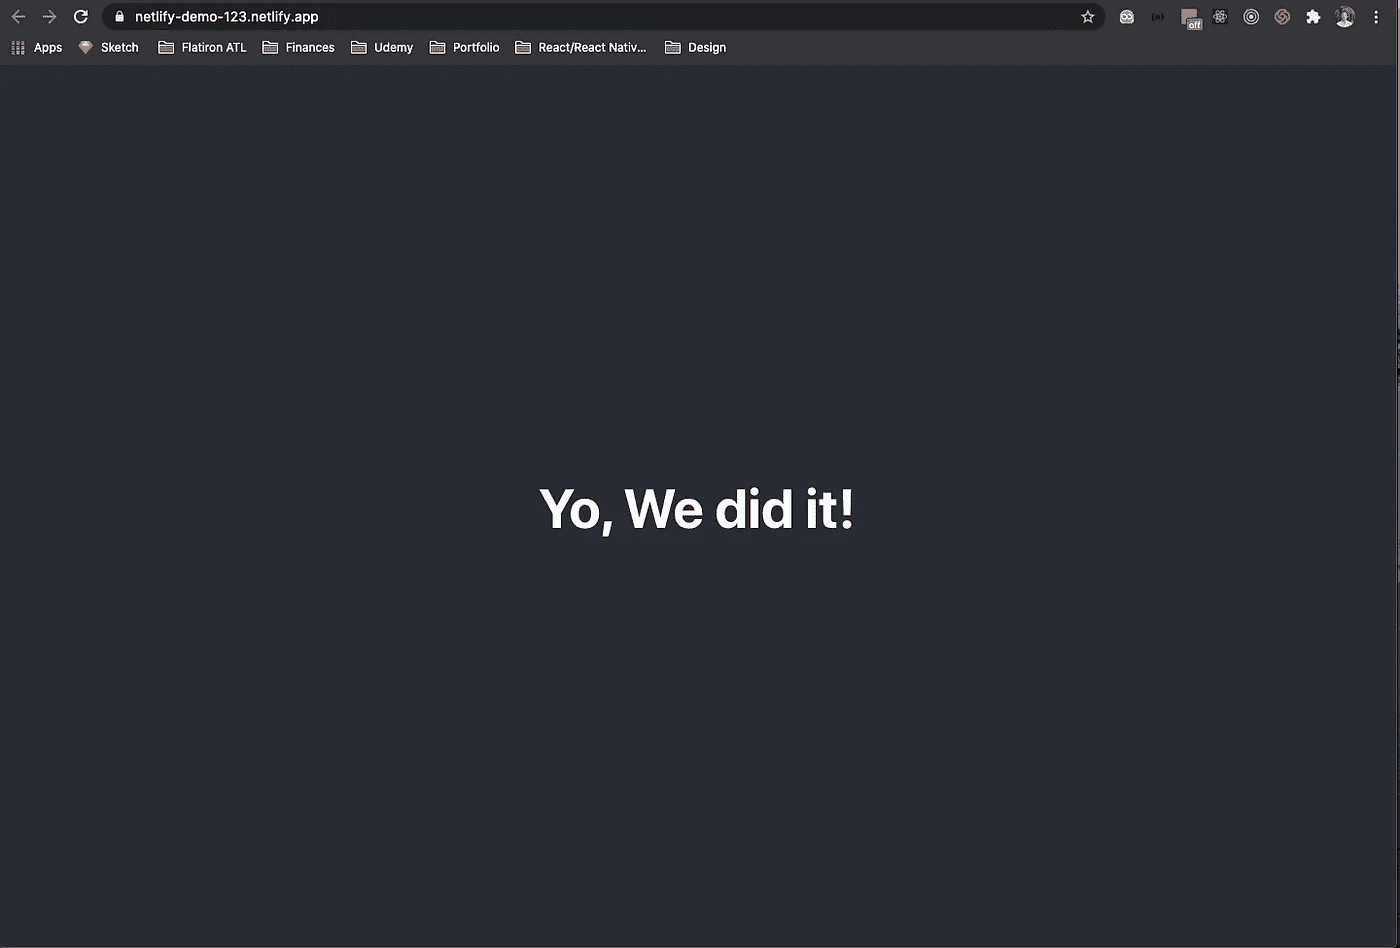 netlify-demo-123.netlify.app
off
Apps Sketch Flatiron ATL Finances Udemy Portfolio React/React Nativ... Design
Yo, We did it!